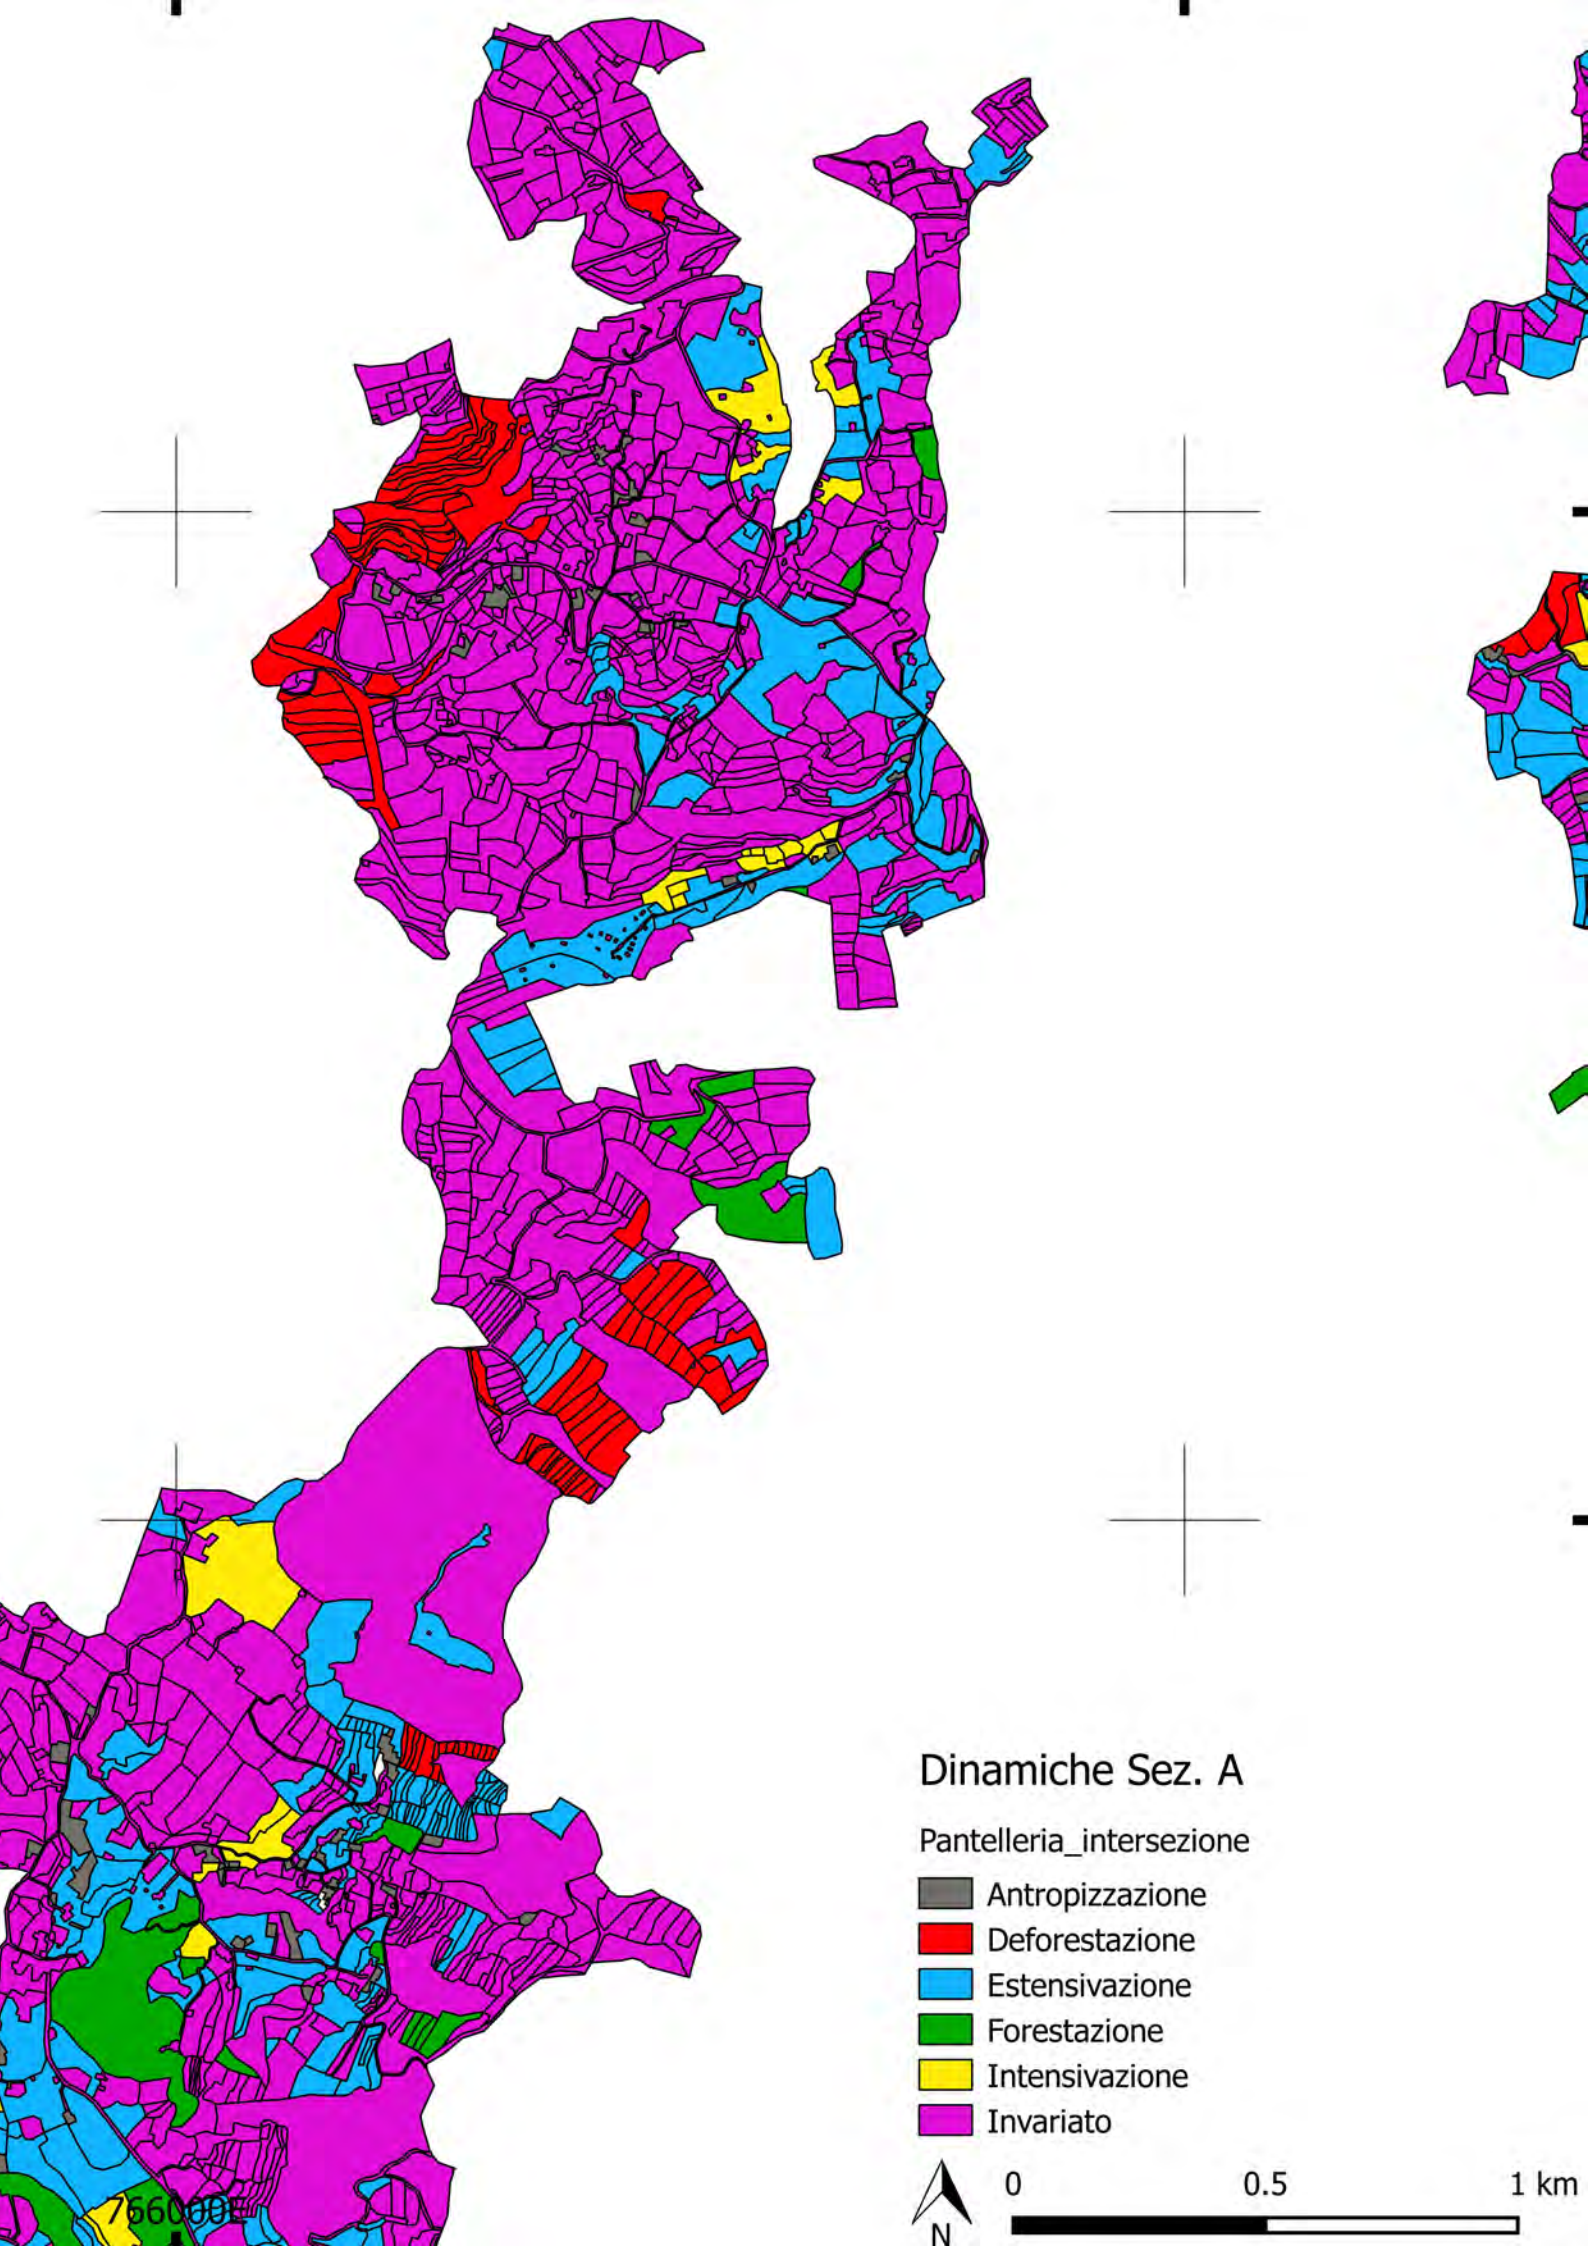 Dinamiche Sez. A
Pantelleria_intersezione
Antropizzazione
Deforestazione
Estensivazione
Forestazione
Intensivazione
Invariato
0 0.5 1 km
N
766000E